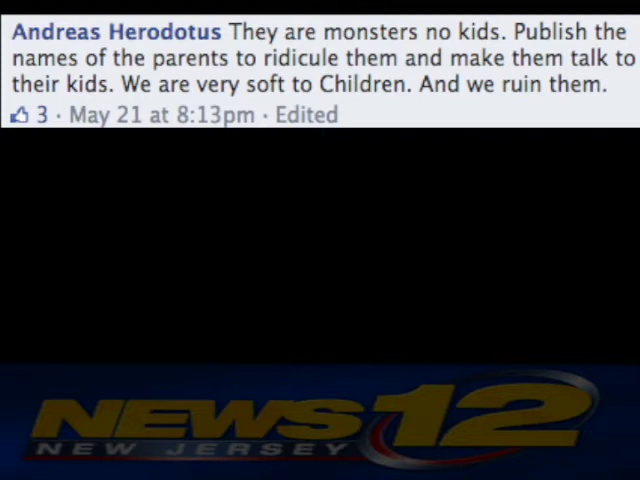 Andreas Herodotus They are monsters no kids. Publish the
names of the parents to ridicule them and make them talk to
their kids. We are very soft to Children. And we ruin them.
3 · May 21 at 8:13pm · Edited
NEWS 12
NEW JERSEY